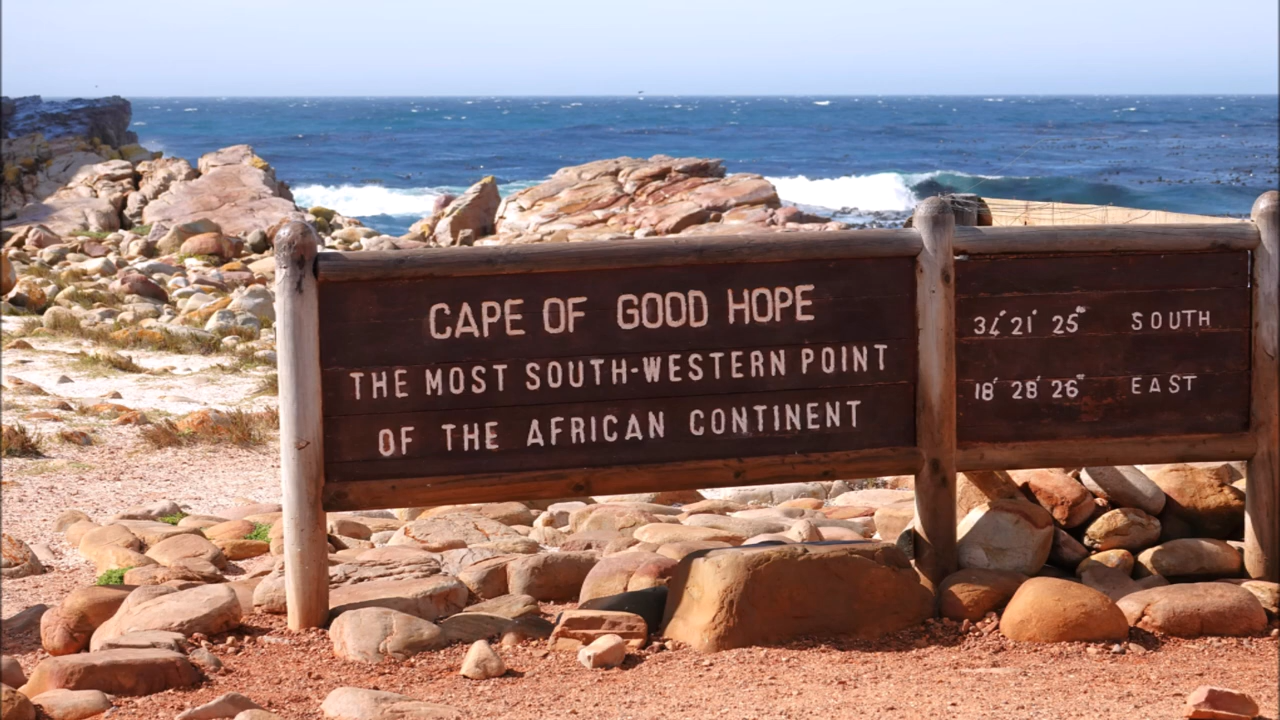 CAPE OF GOOD HOPE
THE MOST SOUTH-WESTERN POINT
OF THE AFRICAN CONTINENT
34° 21' 25" SOUTH
18° 28' 26" EAST